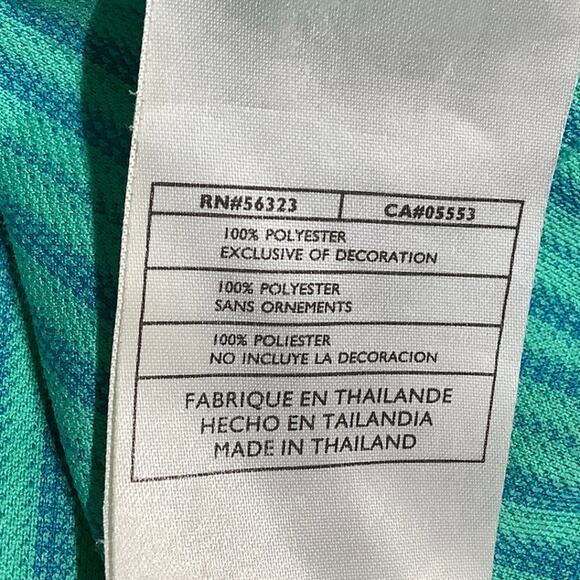 RN#56323 CA#05553
100% POLYESTER
EXCLUSIVE OF DECORATION
100% POLYESTER
SANS ORNEMENTS
100% POLIESTER
NO INCLUYE LA DECORACION
FABRIQUE EN THAILANDE
HECHO EN TAILANDIA
MADE IN THAILAND